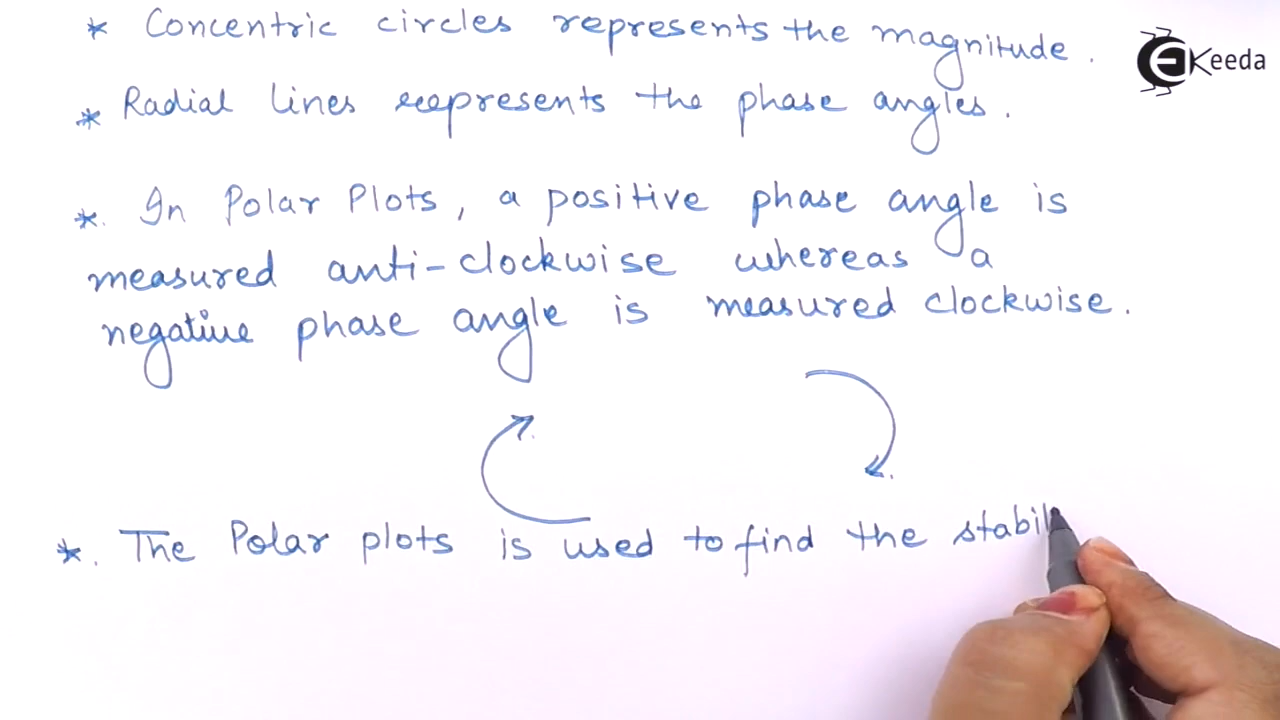 * Concentric circles represents the magnitude.
EKeeda
* Radial lines represents the phase angles.
*. In Polar Plots, a positive phase angle is
measured anti-clockwise whereas a
negative phase angle is measured clockwise.
*. The Polar plots is used to find the stabil